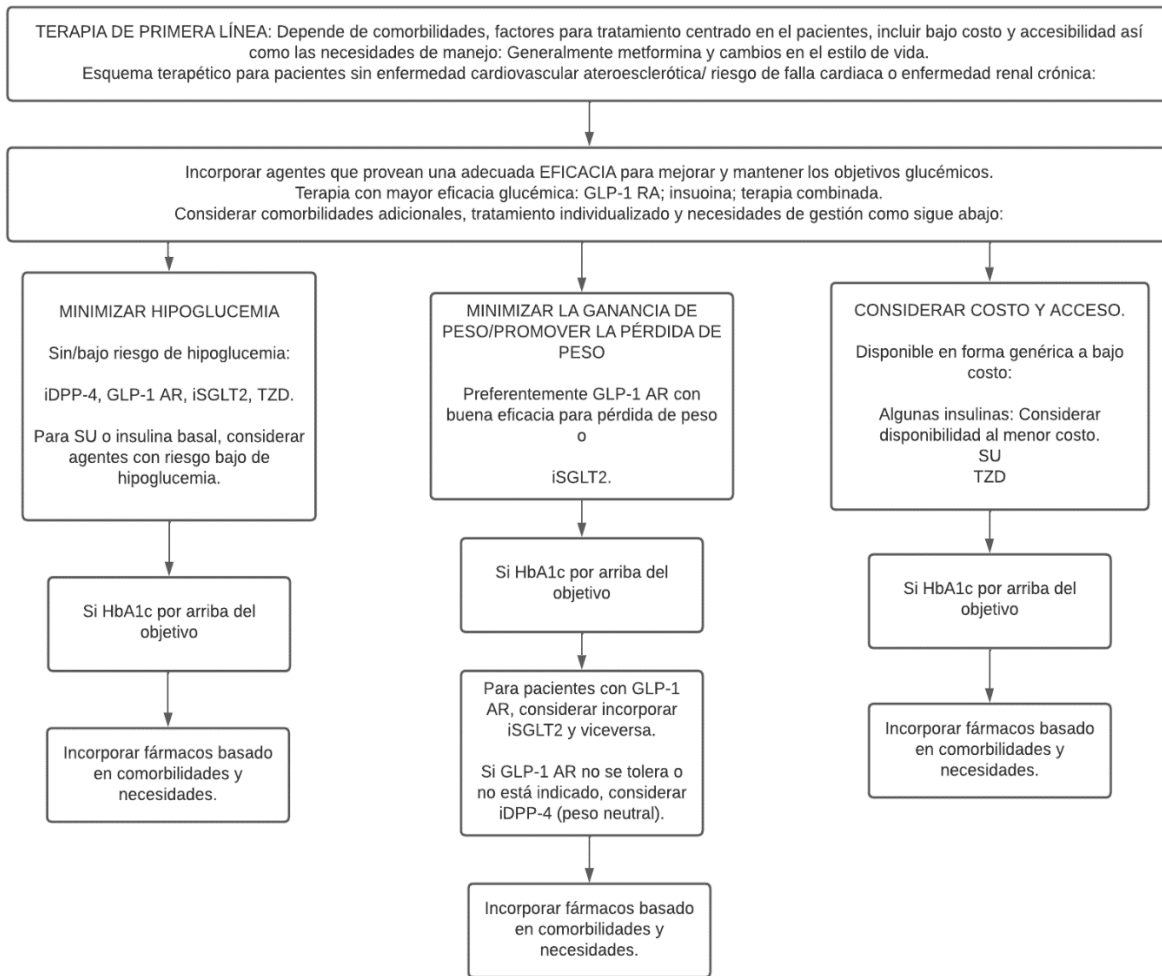 TERAPIA DE PRIMERA LÍNEA: Depende de comorbilidades, factores para tratamiento centrado en el pacientes, incluir bajo costo y accesibilidad así
como las necesidades de manejo: Generalmente metformina y cambios en el estilo de vida.
Esquema terapético para pacientes sin enfermedad cardiovascular ateroesclerótica/ riesgo de falla cardiaca o enfermedad renal crónica:
Incorporar agentes que provean una adecuada EFICACIA para mejorar y mantener los objetivos glucémicos.
Terapia con mayor eficacia glucémica: GLP-1 RA; insuoina; terapia combinada.
Considerar comorbilidades adicionales, tratamiento individualizado y necesidades de gestión como sigue abajo:
MINIMIZAR HIPOGLUCEMIA
Sin/bajo riesgo de hipoglucemia:
iDPP-4, GLP-1 AR, iSGLT2, TZD.
Para SU o insulina basal, considerar
agentes con riesgo bajo de
hipoglucemia.
Si HbA1c por arriba del
objetivo
Incorporar fármacos basado
en comorbilidades y
necesidades.
MINIMIZAR LA GANANCIA DE
PESO/PROMOVER LA PÉRDIDA DE
PESO
Preferentemente GLP-1 AR con
buena eficacia para pérdida de peso
o
iSGLT2.
Si HbA1c por arriba del
objetivo
Para pacientes con GLP-1
AR, considerar incorporar
iSGLT2 y viceversa.
Si GLP-1 AR no se tolera o
no está indicado, considerar
iDPP-4 (peso neutral).
Incorporar fármacos basado
en comorbilidades y
necesidades.
CONSIDERAR COSTO Y ACCESO.
Disponible en forma genérica a bajo
costo:
Algunas insulinas: Considerar
disponibilidad al menor costo.
SU
TZD
Si HbA1c por arriba del
objetivo
Incorporar fármacos basado
en comorbilidades y
necesidades.